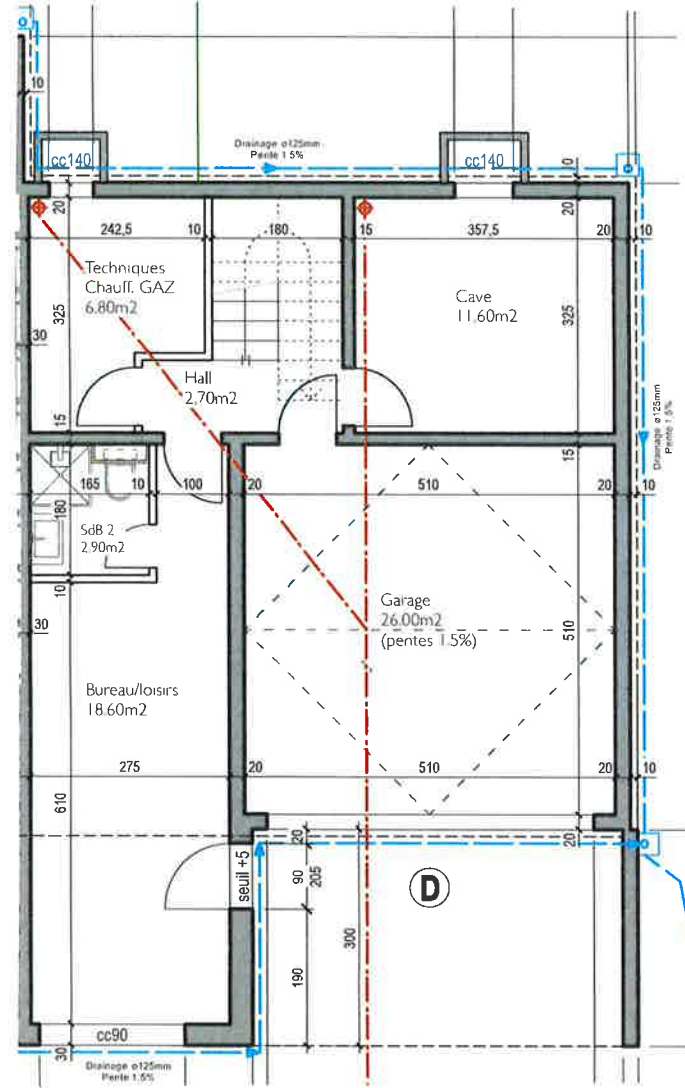 10
Drainage ø125mm
Pente 1.5%
cc140
cc140
10
20
20
242,5
10
180
15
357,5
20
10
Techniques
Chauff. GAZ
6.80m2
325
Cave
11.60m2
325
30
Hall
2,70m2
Drainage ø125mm
Pente 1,5%
15
15
165
10
100
20
510
20
10
180
SdB 2
2.90m2
10
Garage
26.00m2
(pentes 1.5%)
30
510
Bureau/loisirs
18.60m2
275
20
510
20
10
610
20
20
seuil +5
90
205
D
300
190
cc90
30
Drainage ø125mm
Pente 1.5%